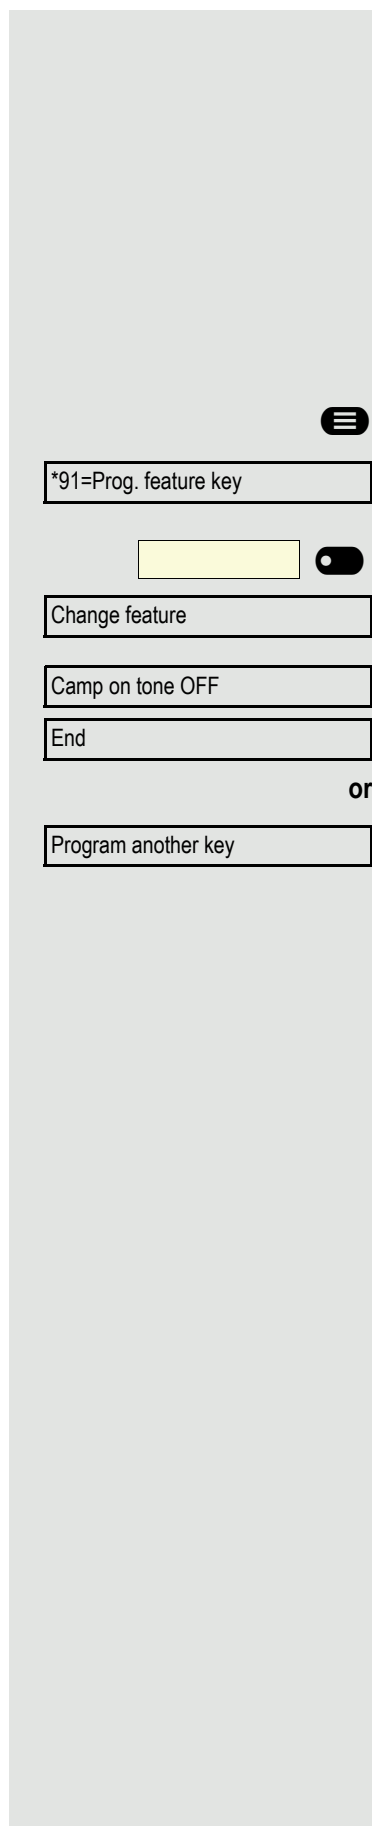 *91=Prog. feature key
Change feature
Camp on tone OFF
End
or
Program another key